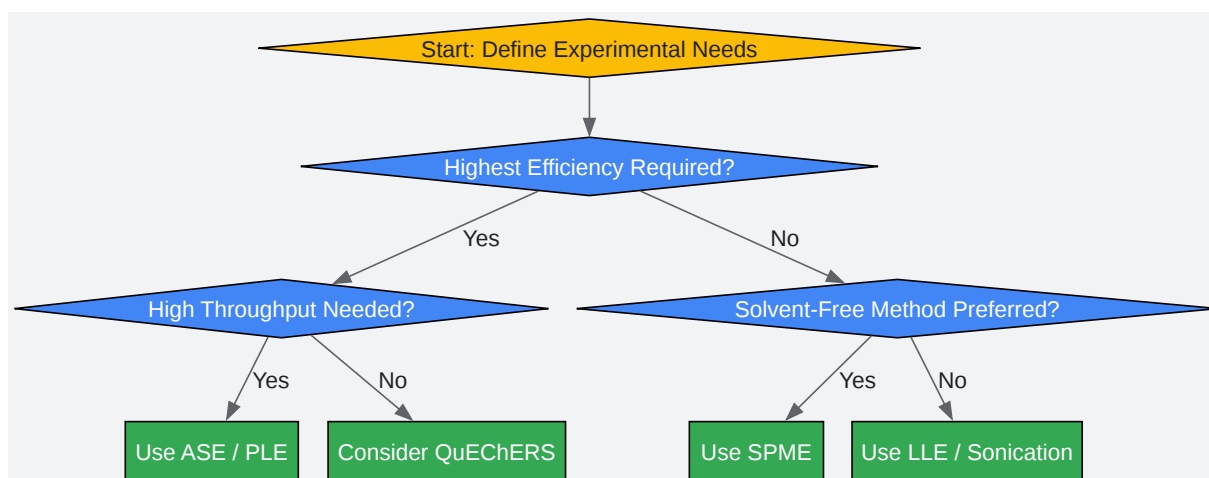 Start: Define Experimental Needs
Highest Efficiency Required?
Yes
No
High Throughput Needed?
Solvent-Free Method Preferred?
Yes
No
Yes
No
Use ASE / PLE
Consider QuEChERS
Use SPME
Use LLE / Sonication